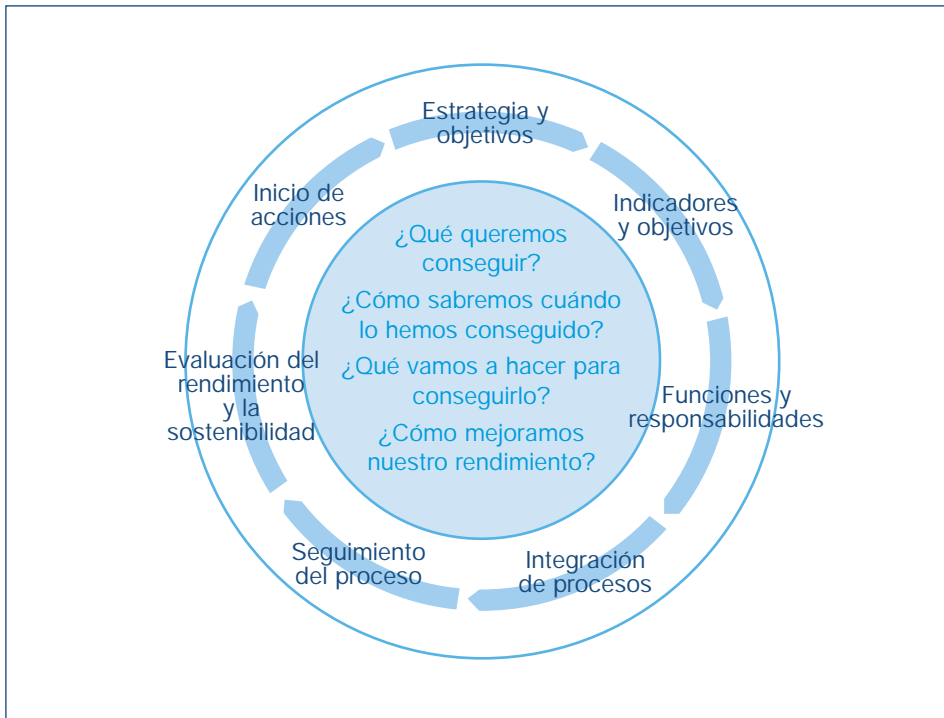 Estrategia y
objetivos
Indicadores
y objetivos
Funciones y
responsabilidades
Integración
de procesos
Seguimiento
del proceso
Evaluación del
rendimiento
y la
sostenibilidad
Inicio de
acciones
¿Qué queremos
conseguir?
¿Cómo sabremos cuándo
lo hemos conseguido?
¿Qué vamos a hacer para
conseguirlo?
¿Cómo mejoramos
nuestro rendimiento?